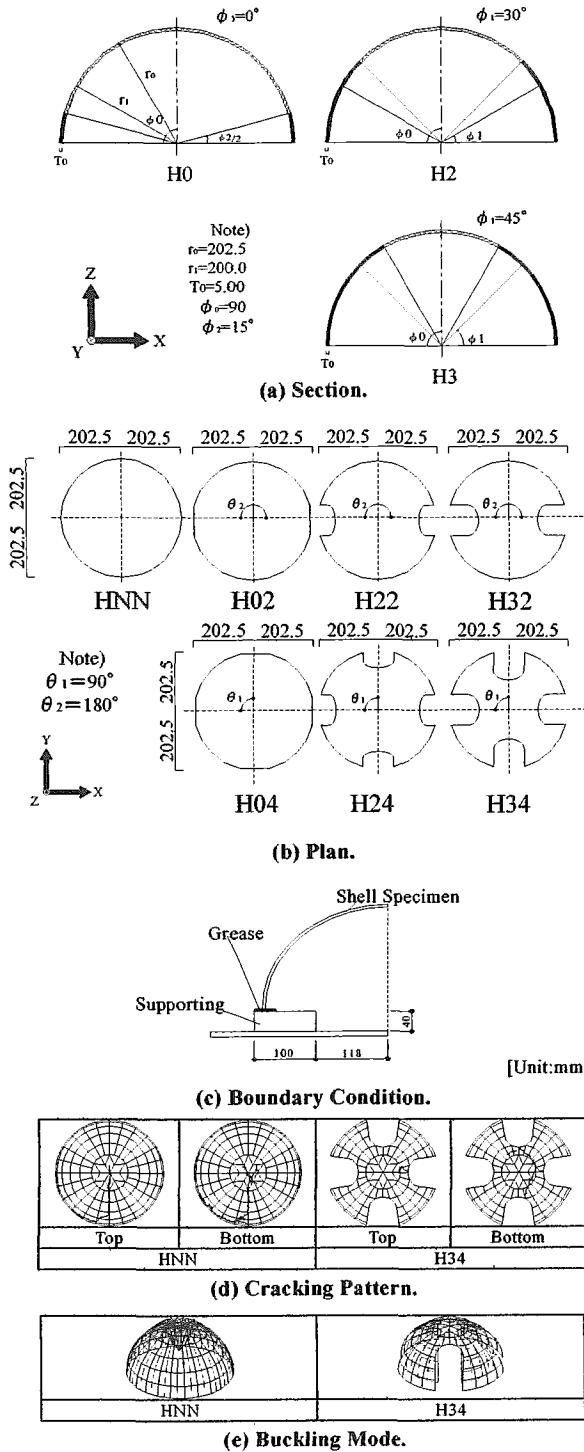 ϕ₁=0°
ϕ₁=30°
r₀
r₁
ϕ0
ϕ2/2
T₀
H0
ϕ0
ϕ1
T₀
H2
Note)
r₀=202.5
r₁=200.0
T₀=5.00
ϕ₀=90
ϕ₂=15°
Z
Y
X
ϕ₁=45°
ϕ0
ϕ1
T₀
H3
(a) Section.
202.5 202.5
202.5 202.5
202.5 202.5
202.5 202.5
202.5
202.5
θ₂
θ₂
θ₂
HNN
H02
H22
H32
202.5 202.5
202.5 202.5
202.5 202.5
Note)
θ₁=90°
θ₂=180°
202.5
202.5
θ₁
θ₁
θ₁
Y
Z
X
H04
H24
H34
(b) Plan.
Shell Specimen
Grease
Supporting
40
100
118
[Unit:mm
(c) Boundary Condition.
Top
Bottom
Top
Bottom
HNN
H34
(d) Cracking Pattern.
HNN
H34
(e) Buckling Mode.